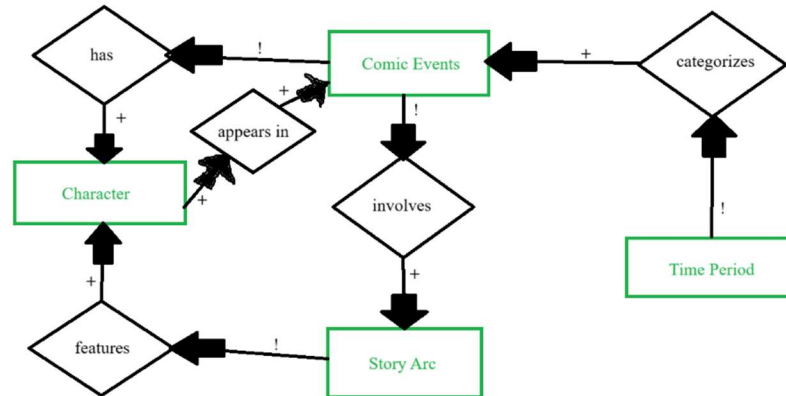 has
!
Comic Events
+
categorizes
+
+
appears in
!
Character
+
involves
!
Time Period
+
+
features
!
Story Arc